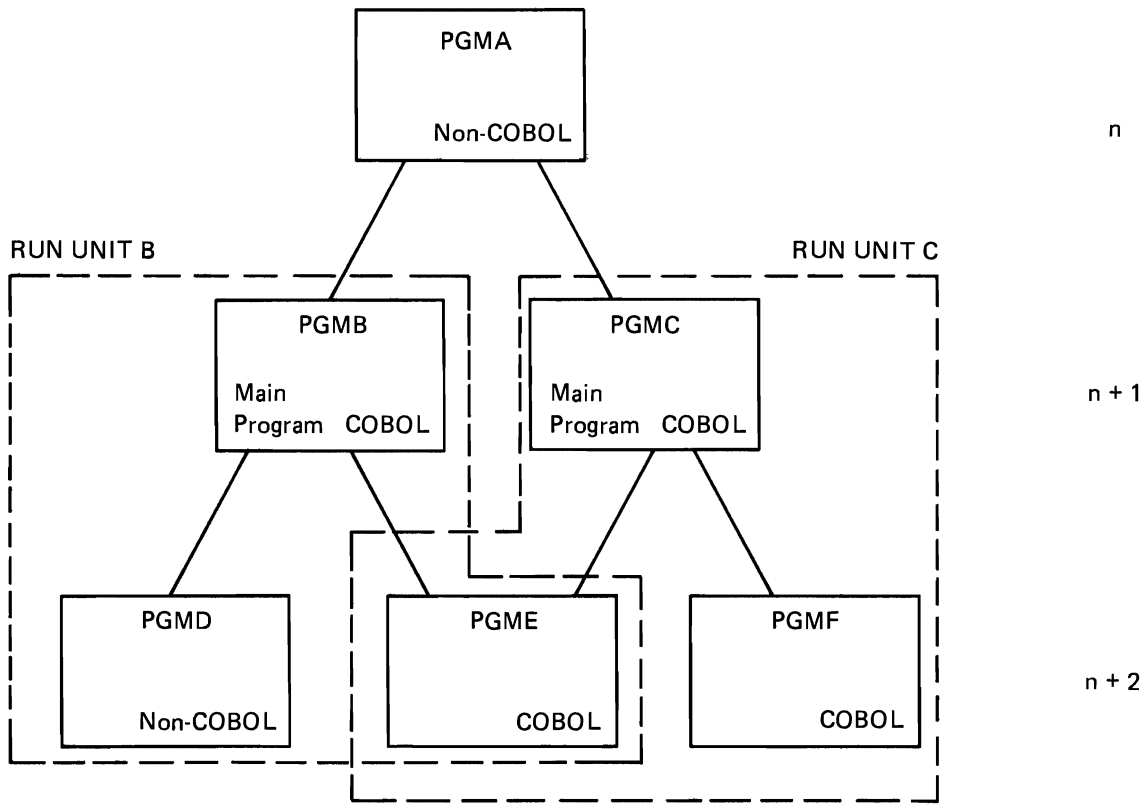 PGMA
Non-COBOL
n
RUN UNIT B
RUN UNIT C
PGMB
Main
Program COBOL
PGMC
Main
Program COBOL
n + 1
PGMD
Non-COBOL
PGME
COBOL
PGMF
COBOL
n + 2